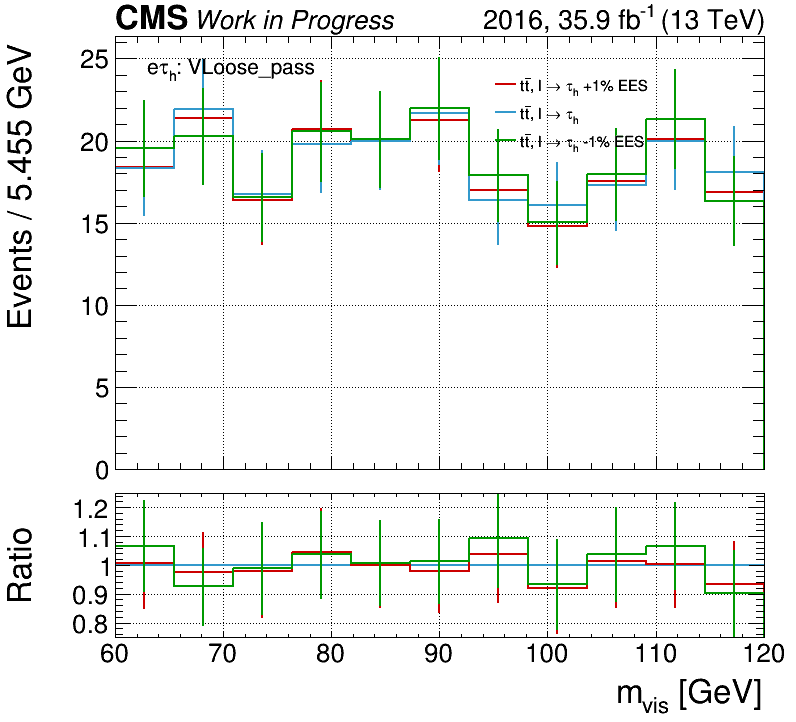 CMS Work in Progress 2016, 35.9 fb⁻¹ (13 TeV)
eτₕ: VLoose_pass
tt̄, l → τₕ +1% EES
tt̄, l → τₕ
tt̄, l → τₕ -1% EES
Events / 5.455 GeV
25
20
15
10
5
0
Ratio
1.2
1.1
1
0.9
0.8
60 70 80 90 100 110 120
m_vis [GeV]